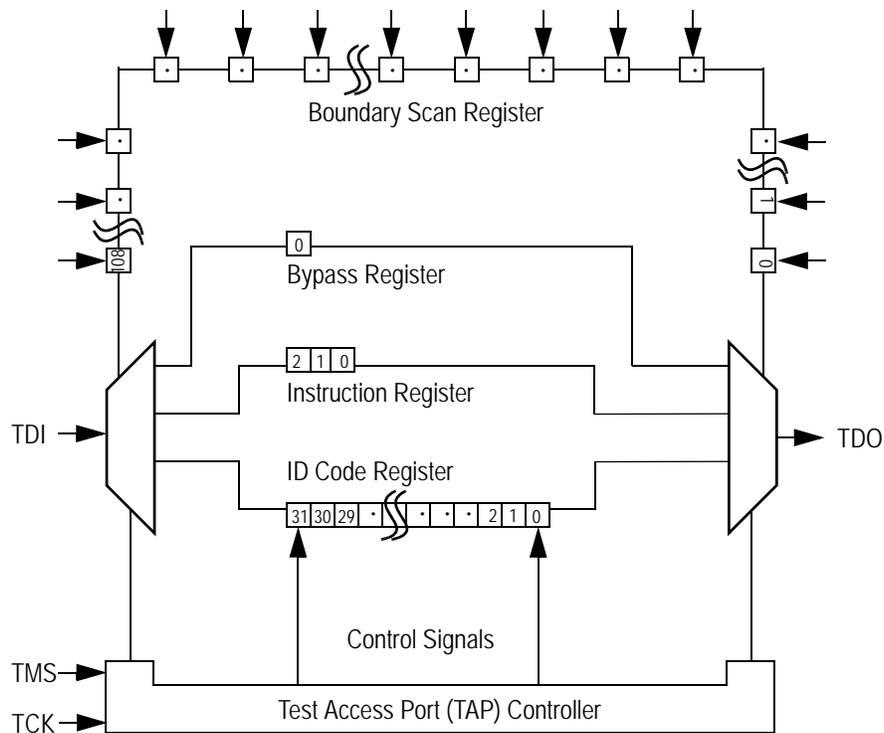 Boundary Scan Register
1
108
0
0
Bypass Register
2 1 0
Instruction Register
TDI
TDO
ID Code Register
31 30 29 · · · · 2 1 0
Control Signals
TMS
Test Access Port (TAP) Controller
TCK